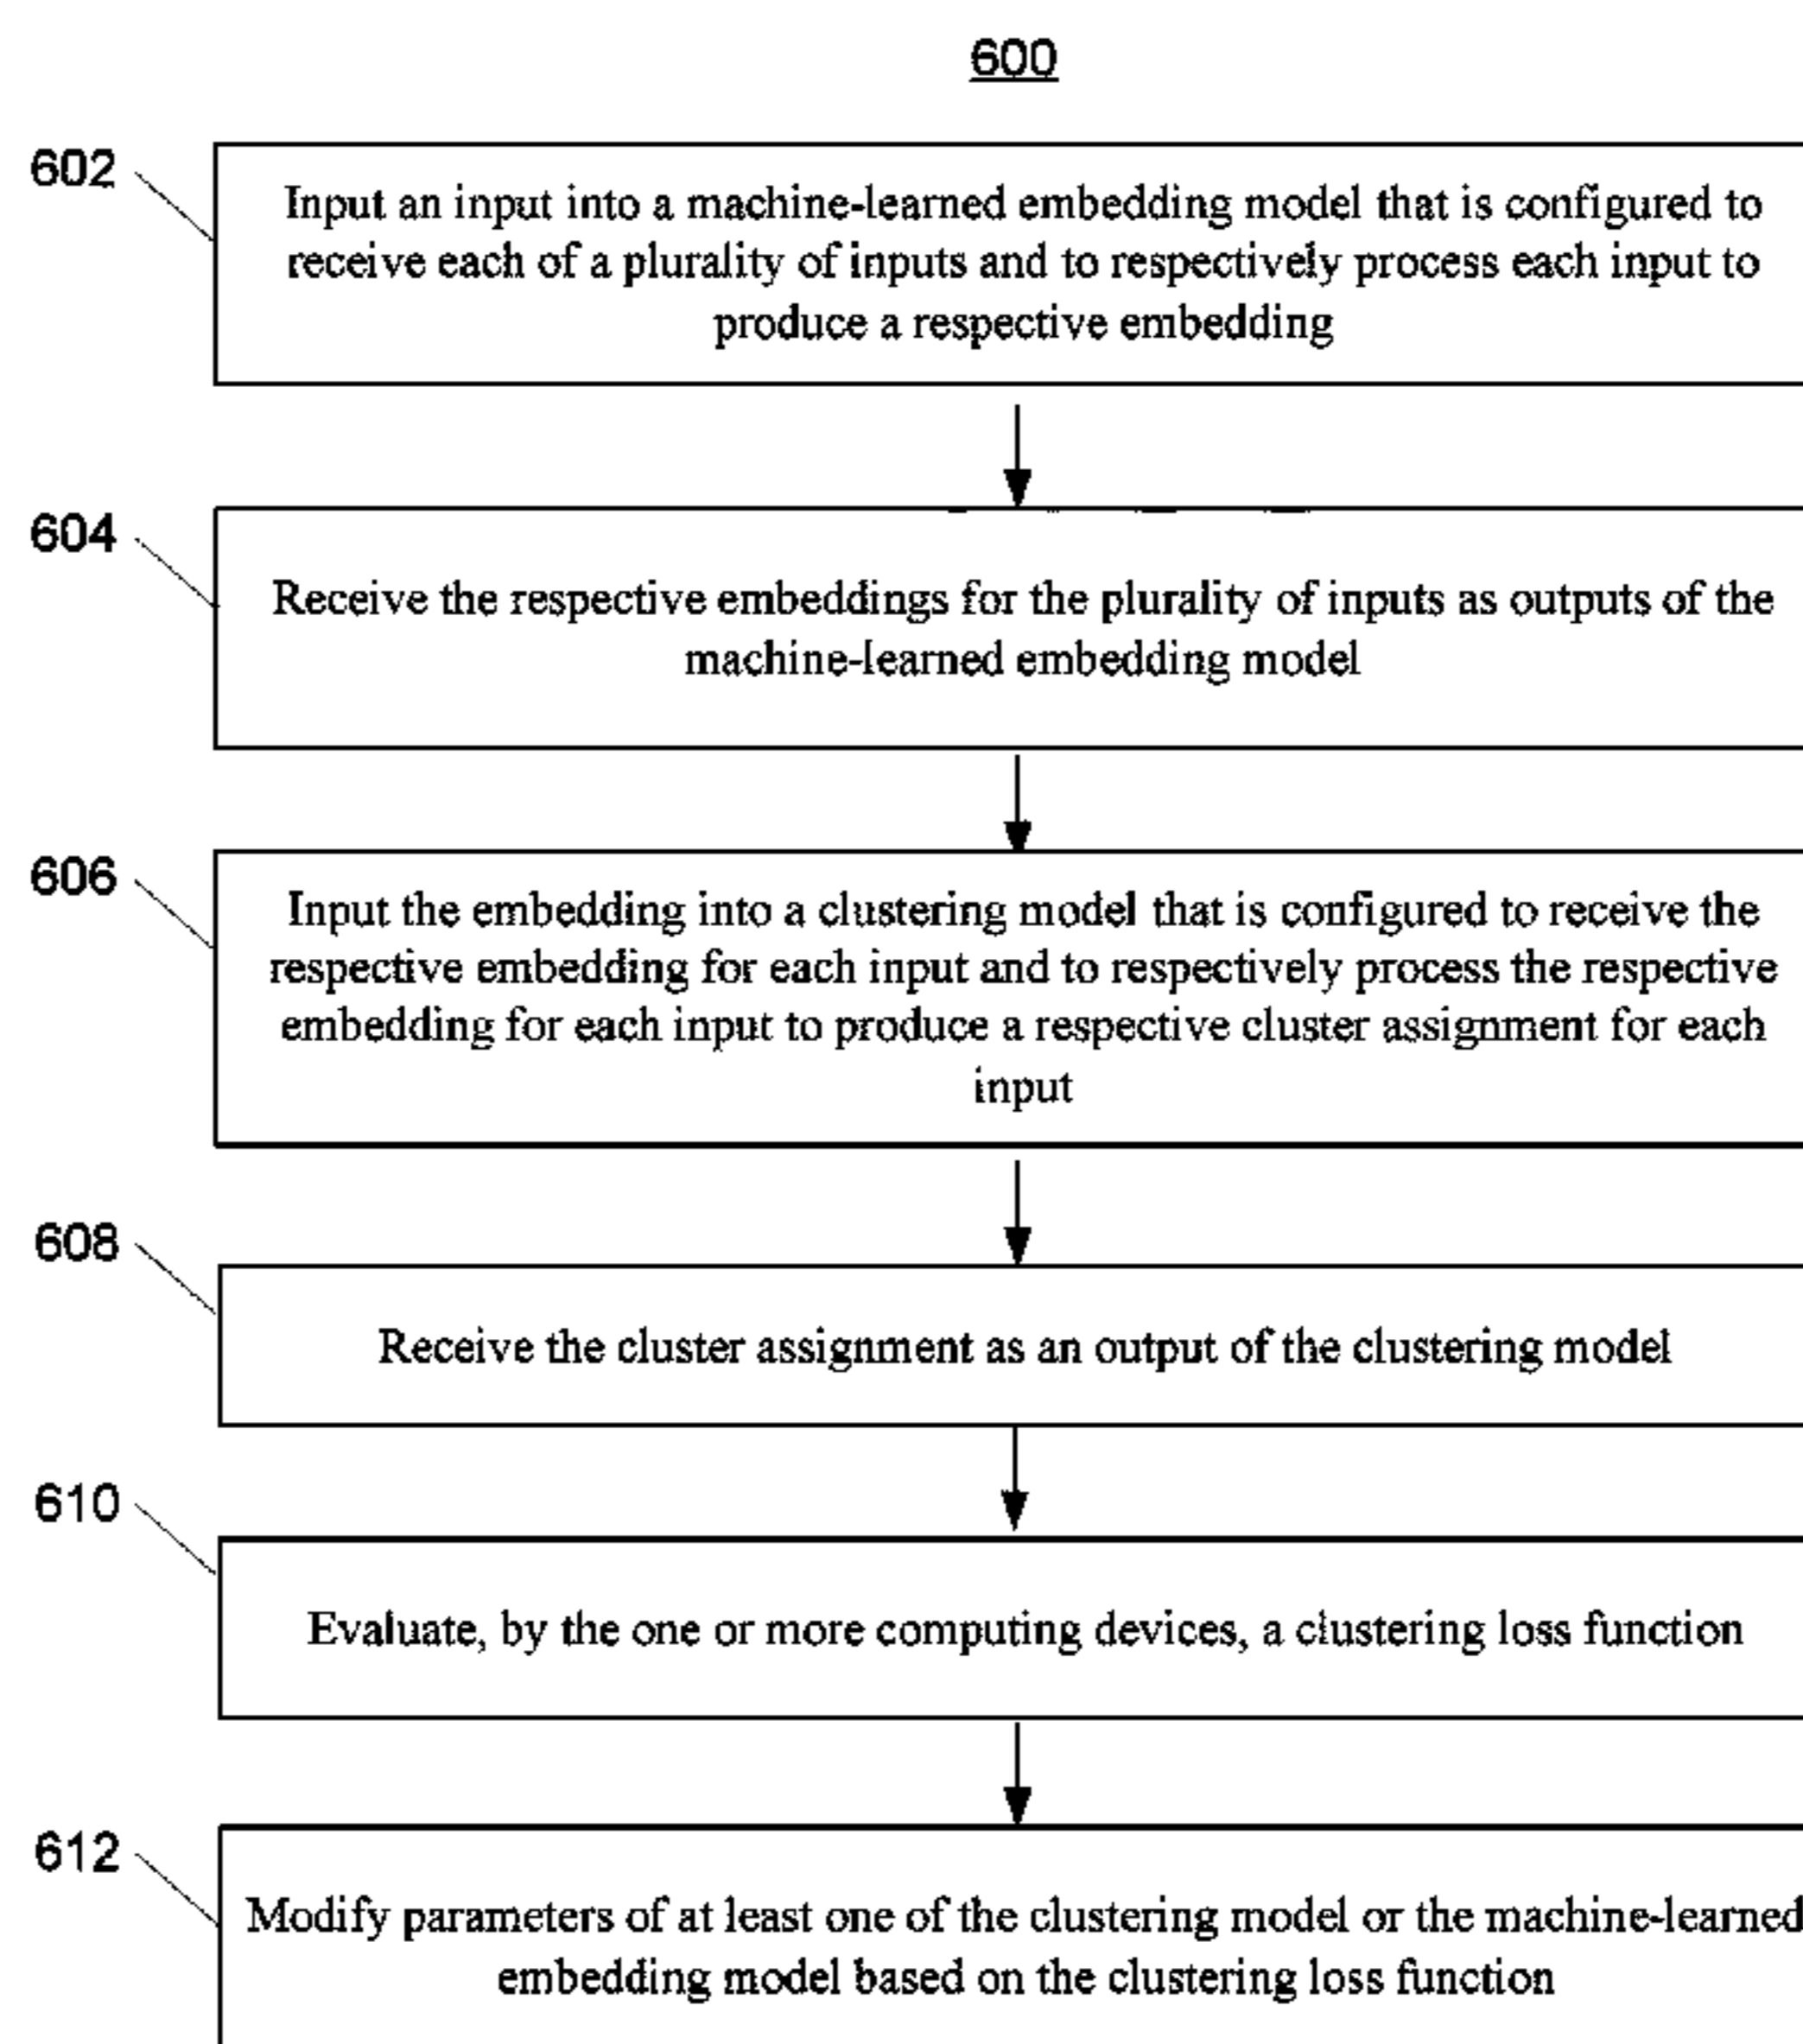 600
602
Input an input into a machine-learned embedding model that is configured to
receive each of a plurality of inputs and to respectively process each input to
produce a respective embedding
604
Receive the respective embeddings for the plurality of inputs as outputs of the
machine-learned embedding model
606
Input the embedding into a clustering model that is configured to receive the
respective embedding for each input and to respectively process the respective
embedding for each input to produce a respective cluster assignment for each
input
608
Receive the cluster assignment as an output of the clustering model
610
Evaluate, by the one or more computing devices, a clustering loss function
612
Modify parameters of at least one of the clustering model or the machine-learned
embedding model based on the clustering loss function